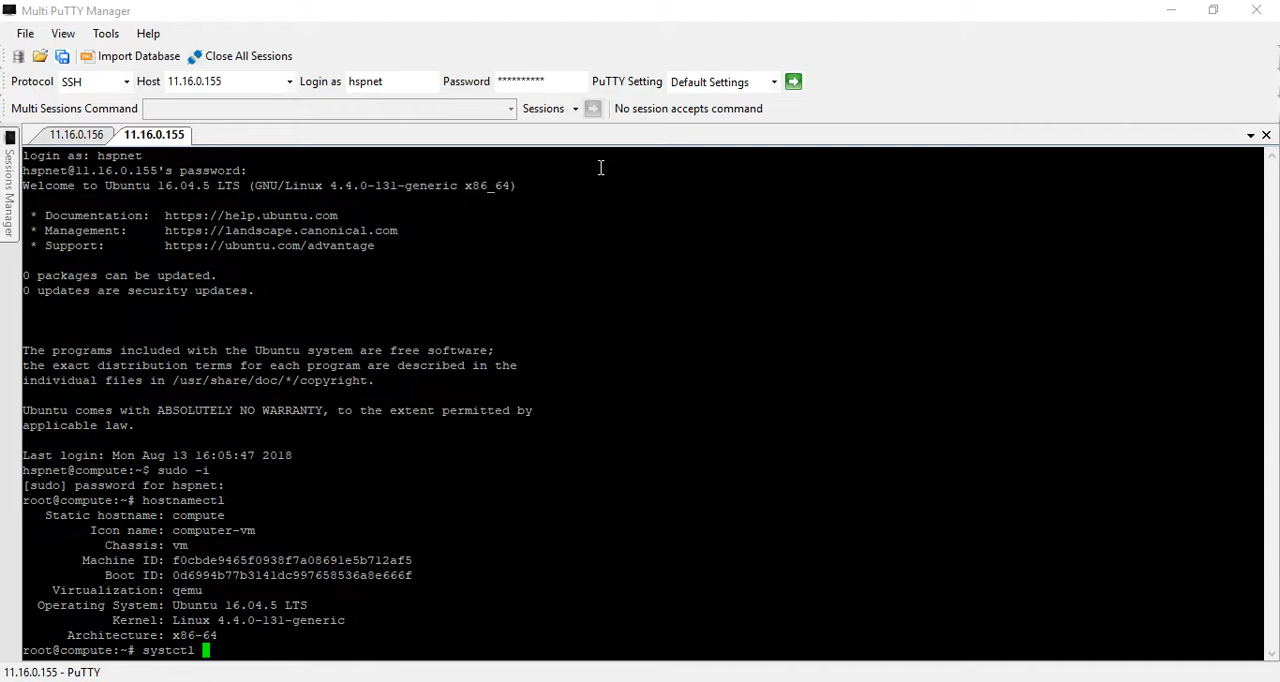 Multi PuTTY Manager
File View Tools Help
Import Database Close All Sessions
Protocol SSH Host 11.16.0.155 Login as hspnet Password ********** PuTTY Setting Default Settings
Multi Sessions Command Sessions No session accepts command
11.16.0.156 11.16.0.155
Sessions Manager
login as: hspnet
hspnet@11.16.0.155's password:
Welcome to Ubuntu 16.04.5 LTS (GNU/Linux 4.4.0-131-generic x86_64)
* Documentation: https://help.ubuntu.com
* Management: https://landscape.canonical.com
* Support: https://ubuntu.com/advantage
0 packages can be updated.
0 updates are security updates.
The programs included with the Ubuntu system are free software;
the exact distribution terms for each program are described in the
individual files in /usr/share/doc/*/copyright.
Ubuntu comes with ABSOLUTELY NO WARRANTY, to the extent permitted by
applicable law.
Last login: Mon Aug 13 16:05:47 2018
hspnet@compute:~$ sudo -i
[sudo] password for hspnet:
root@compute:~# hostnamectl
Static hostname: compute
Icon name: computer-vm
Chassis: vm
Machine ID: f0cbde9465f0938f7a08691e5b712af5
Boot ID: 0d6994b77b3141dc997658536a8e666f
Virtualization: qemu
Operating System: Ubuntu 16.04.5 LTS
Kernel: Linux 4.4.0-131-generic
Architecture: x86-64
root@compute:~# systctl
11.16.0.155 - PuTTY